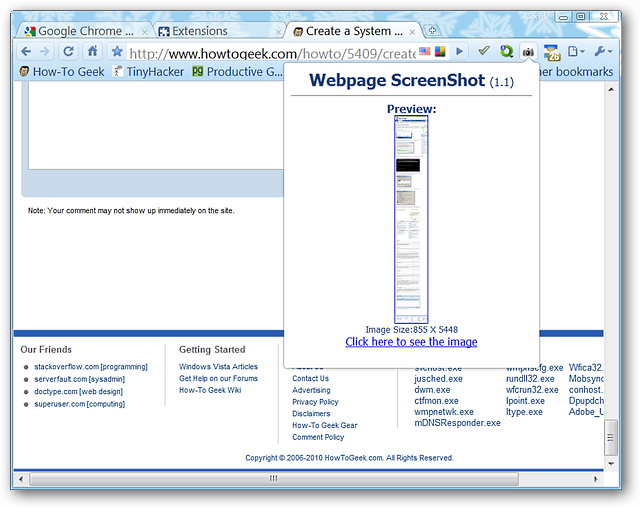 Google
Google Chrome ...
Extensions
Create a System ...
http://www.howtogeek.com/howto/5409/create
26
How-To Geek
TinyHacker
Productive G...
her bookmarks
Webpage ScreenShot (1.1)
Preview:
Image Size:855 X 5448
Click here to see the image
Note: Your comment may not show up immediately on the site.
Our Friends
stackoverflow.com [programming]
serverfault.com [sysadmin]
doctype.com [web design]
superuser.com [computing]
Getting Started
Windows Vista Articles
Get Help on our Forums
How-To Geek Wiki
About Us
Contact Us
Advertising
Privacy Policy
Disclaimers
How-To Geek Gear
Comment Policy
svchost.exe
jusched.exe
dwm.exe
ctfmon.exe
wmpnetwk.exe
mDNSResponder.exe
wmpnscfg.exe
rundll32.exe
wfcrun32.exe
lpoint.exe
ltype.exe
Wfica32.
Mobsync
conhost.
Dpupdch
Adobe_U
Copyright © 2006-2010 HowToGeek.com. All Rights Reserved.